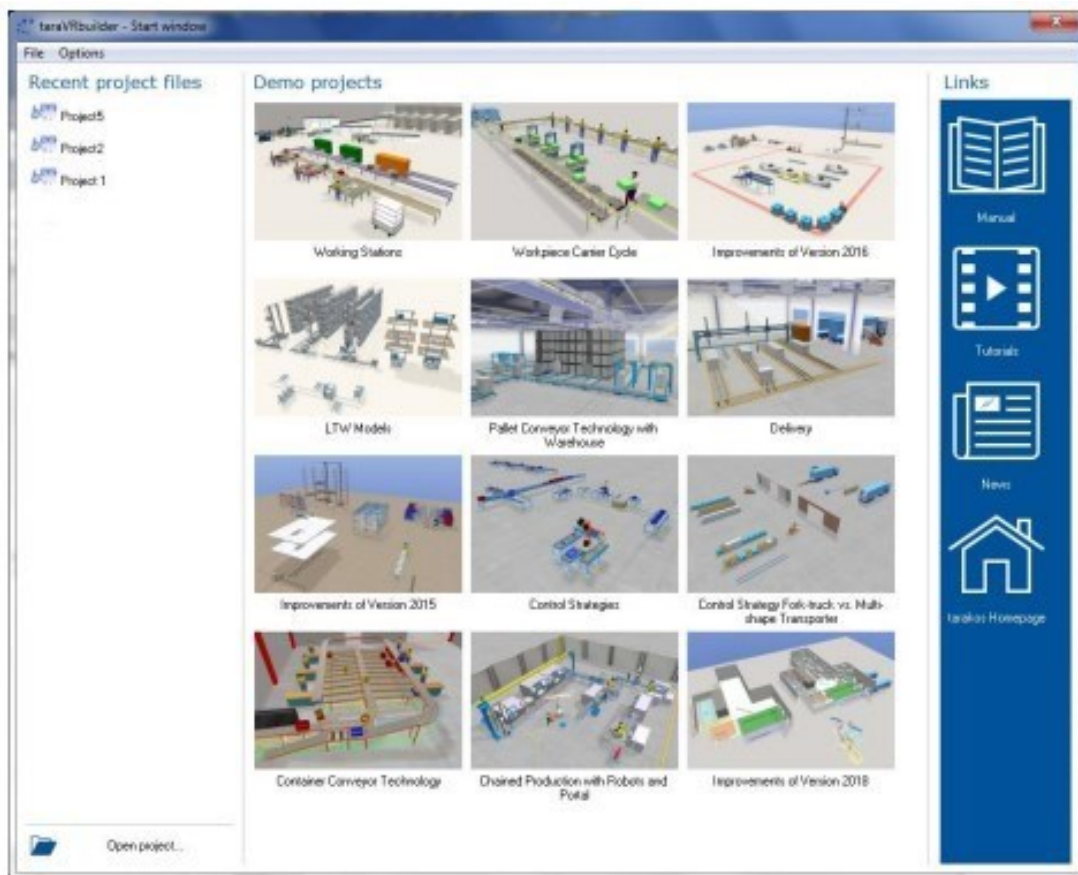 taraVRbuilder - Start window
File Options
Recent project files
Project5
Project2
Project 1
Open project...
Demo projects
Working Stations
Workpiece Carrier Cycle
Improvements of Version 2016
LTW Models
Pallet Conveyor Technology with
Warehouse
Delivery
Improvements of Version 2015
Control Strategies
Control Strategy Fork-truck vs. Multi-
shape Transporter
Container Conveyor Technology
Chained Production with Robots and
Portal
Improvements of Version 2018
Links
Manual
Tutorials
News
tarakos Homepage